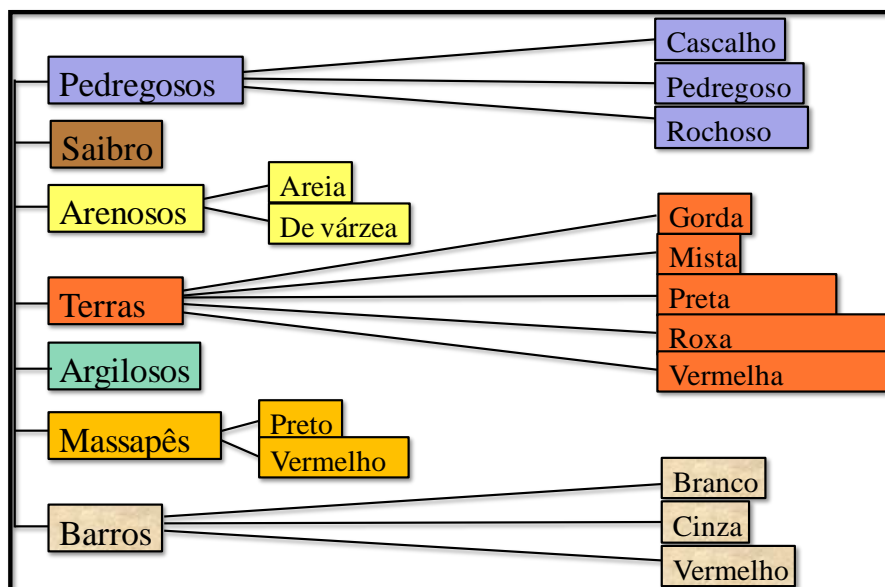 Pedregosos
Cascalho
Pedregoso
Rochoso
Saibro
Arenosos
Areia
De várzea
Terras
Gorda
Mista
Preta
Roxa
Vermelha
Argilosos
Massapês
Preto
Vermelho
Barros
Branco
Cinza
Vermelho